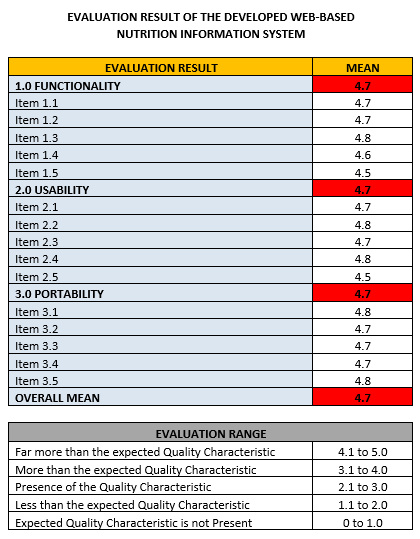 EVALUATION RESULT OF THE DEVELOPED WEB-BASED
NUTRITION INFORMATION SYSTEM
EVALUATION RESULT MEAN
1.0 FUNCTIONALITY 4.7
Item 1.1 4.7
Item 1.2 4.7
Item 1.3 4.8
Item 1.4 4.6
Item 1.5 4.5
2.0 USABILITY 4.7
Item 2.1 4.7
Item 2.2 4.8
Item 2.3 4.7
Item 2.4 4.8
Item 2.5 4.5
3.0 PORTABILITY 4.7
Item 3.1 4.8
Item 3.2 4.7
Item 3.3 4.7
Item 3.4 4.7
Item 3.5 4.8
OVERALL MEAN 4.7
EVALUATION RANGE
Far more than the expected Quality Characteristic 4.1 to 5.0
More than the expected Quality Characteristic 3.1 to 4.0
Presence of the Quality Characteristic 2.1 to 3.0
Less than the expected Quality Characteristic 1.1 to 2.0
Expected Quality Characteristic is not Present 0 to 1.0